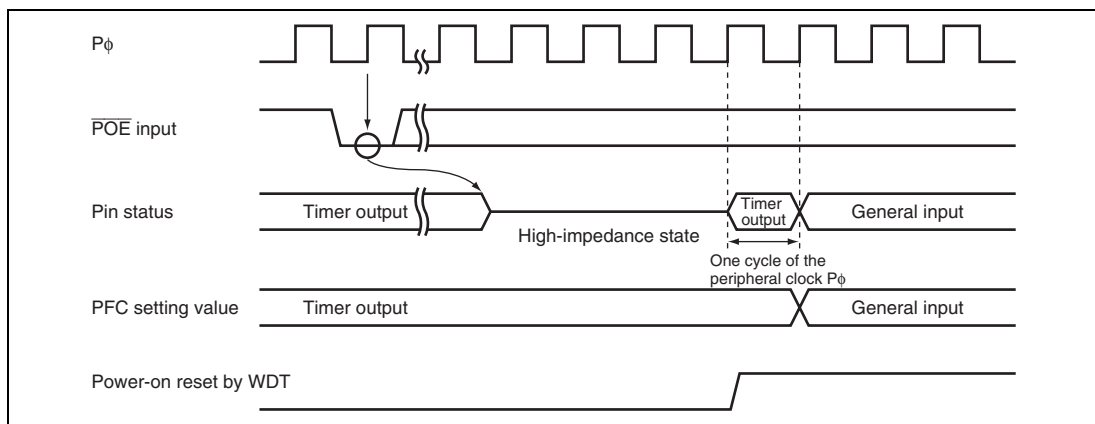 Pϕ
POE input
Pin status
Timer output
High-impedance state
Timer
output
General input
One cycle of the
peripheral clock Pϕ
PFC setting value
Timer output
General input
Power-on reset by WDT